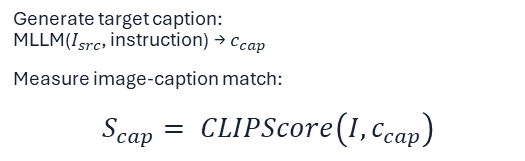 Generate target caption:
MLLM(I_src, instruction) → c_cap
Measure image-caption match:
S_cap = CLIPScore(I, c_cap)